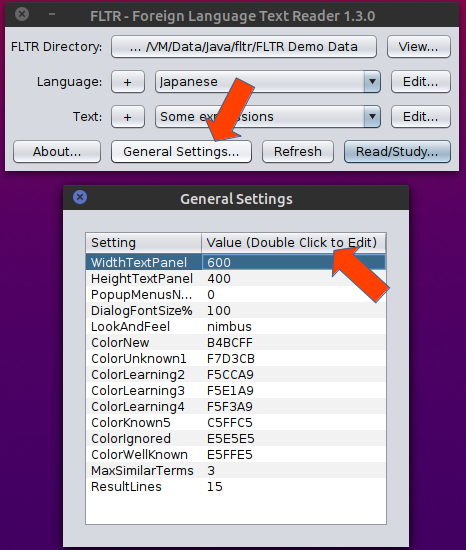 FLTR - Foreign Language Text Reader 1.3.0
FLTR Directory: ... /VM/Data/Java/fltr/FLTR Demo Data View...
Language: + Japanese Edit...
Text: + Some expressions Edit...
About... General Settings... Refresh Read/Study...
General Settings
Setting Value (Double Click to Edit)
WidthTextPanel 600
HeightTextPanel 400
PopupMenusN... 0
DialogFontSize% 100
LookAndFeel nimbus
ColorNew B4BCFF
ColorUnknown1 F7D3CB
ColorLearning2 F5CCA9
ColorLearning3 F5E1A9
ColorLearning4 F5F3A9
ColorKnown5 C5FFC5
ColorIgnored E5E5E5
ColorWellKnown E5FFE5
MaxSimilarTerms 3
ResultLines 15